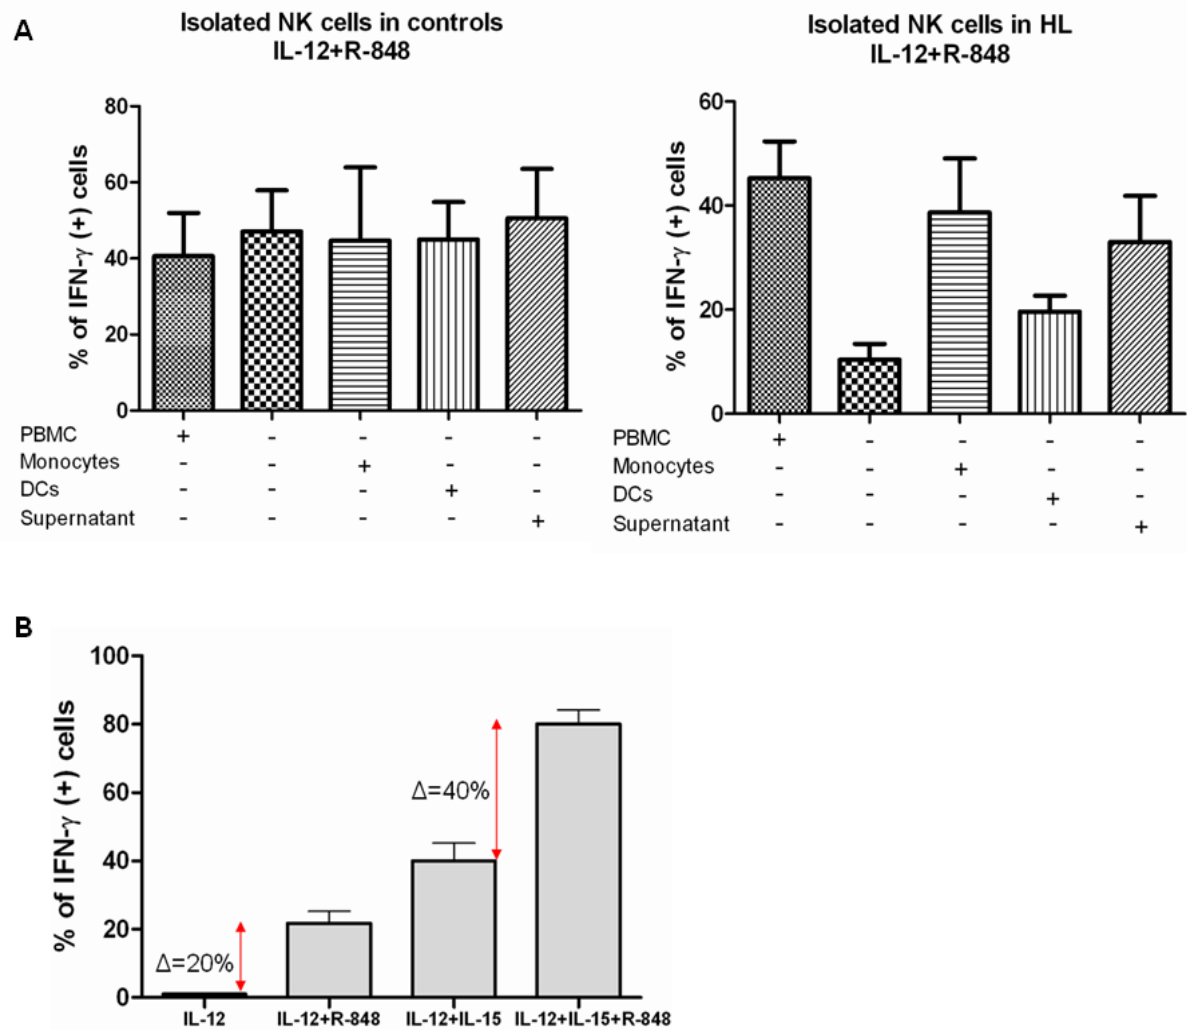 A
Isolated NK cells in controls
IL-12+R-848
% of IFN-γ (+) cells
80
60
40
20
0
PBMC + - - - -
Monocytes - - + - -
DCs - - - + -
Supernatant - - - - +
Isolated NK cells in HL
IL-12+R-848
% of IFN-γ (+) cells
60
40
20
0
PBMC + - - - -
Monocytes - - + - -
DCs - - - + -
Supernatant - - - - +
B
% of IFN-γ (+) cells
100
80
60
40
20
0
Δ=20%
Δ=40%
IL-12 IL-12+R-848 IL-12+IL-15 IL-12+IL-15+R-848